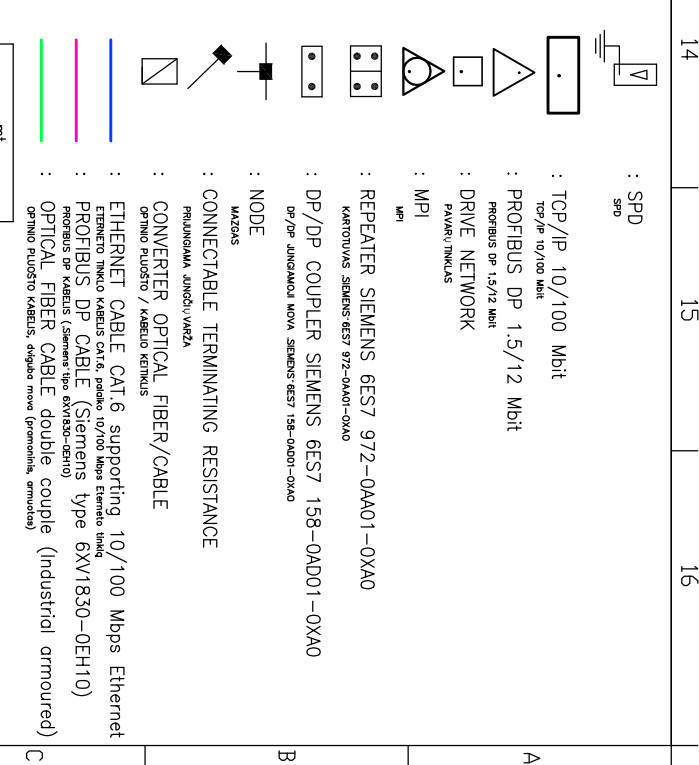 14
15
16
A
B
C
: SPD
SPD
: TCP/IP 10/100 Mbit
TCP/IP 10/100 Mbit
: PROFIBUS DP 1.5/12 Mbit
PROFIBUS DP 1,5/12 Mbit
: DRIVE NETWORK
PAVARŲ TINKLAS
: MPI
MPI
: REPEATER SIEMENS 6ES7 972-0AA01-0XA0
KARTOTUVAS „SIEMENS“ 6ES7 972-0AA01-0XA0
: DP/DP COUPLER SIEMENS 6ES7 158-0AD01-0XA0
DP/DP JUNGIAMOJI MOVA „SIEMENS“ 6ES7 158-0AD01-0XA0
: NODE
MAZGAS
: CONNECTABLE TERMINATING RESISTANCE
PRIJUNGIAMA JUNGČIŲ VARŽA
: CONVERTER OPTICAL FIBER/CABLE
OPTINIO PLUOŠTO / KABELIO KEITIKLIS
: ETHERNET CABLE CAT.6 supporting 10/100 Mbps Ethernet
ETERNETO TINKLO KABELIS CAT.6, palaiko 10/100 Mbps Eterneto tinklą
: PROFIBUS DP CABLE (Siemens type 6XV1830-0EH10)
PROFIBUS DP KABELIS („Siemens“ tipo 6XV1830-0EH10)
: OPTICAL FIBER CABLE double couple (Industrial armoured)
OPTINIO PLUOŠTO KABELIS, dviguba mova (pramoninis, armuotas)